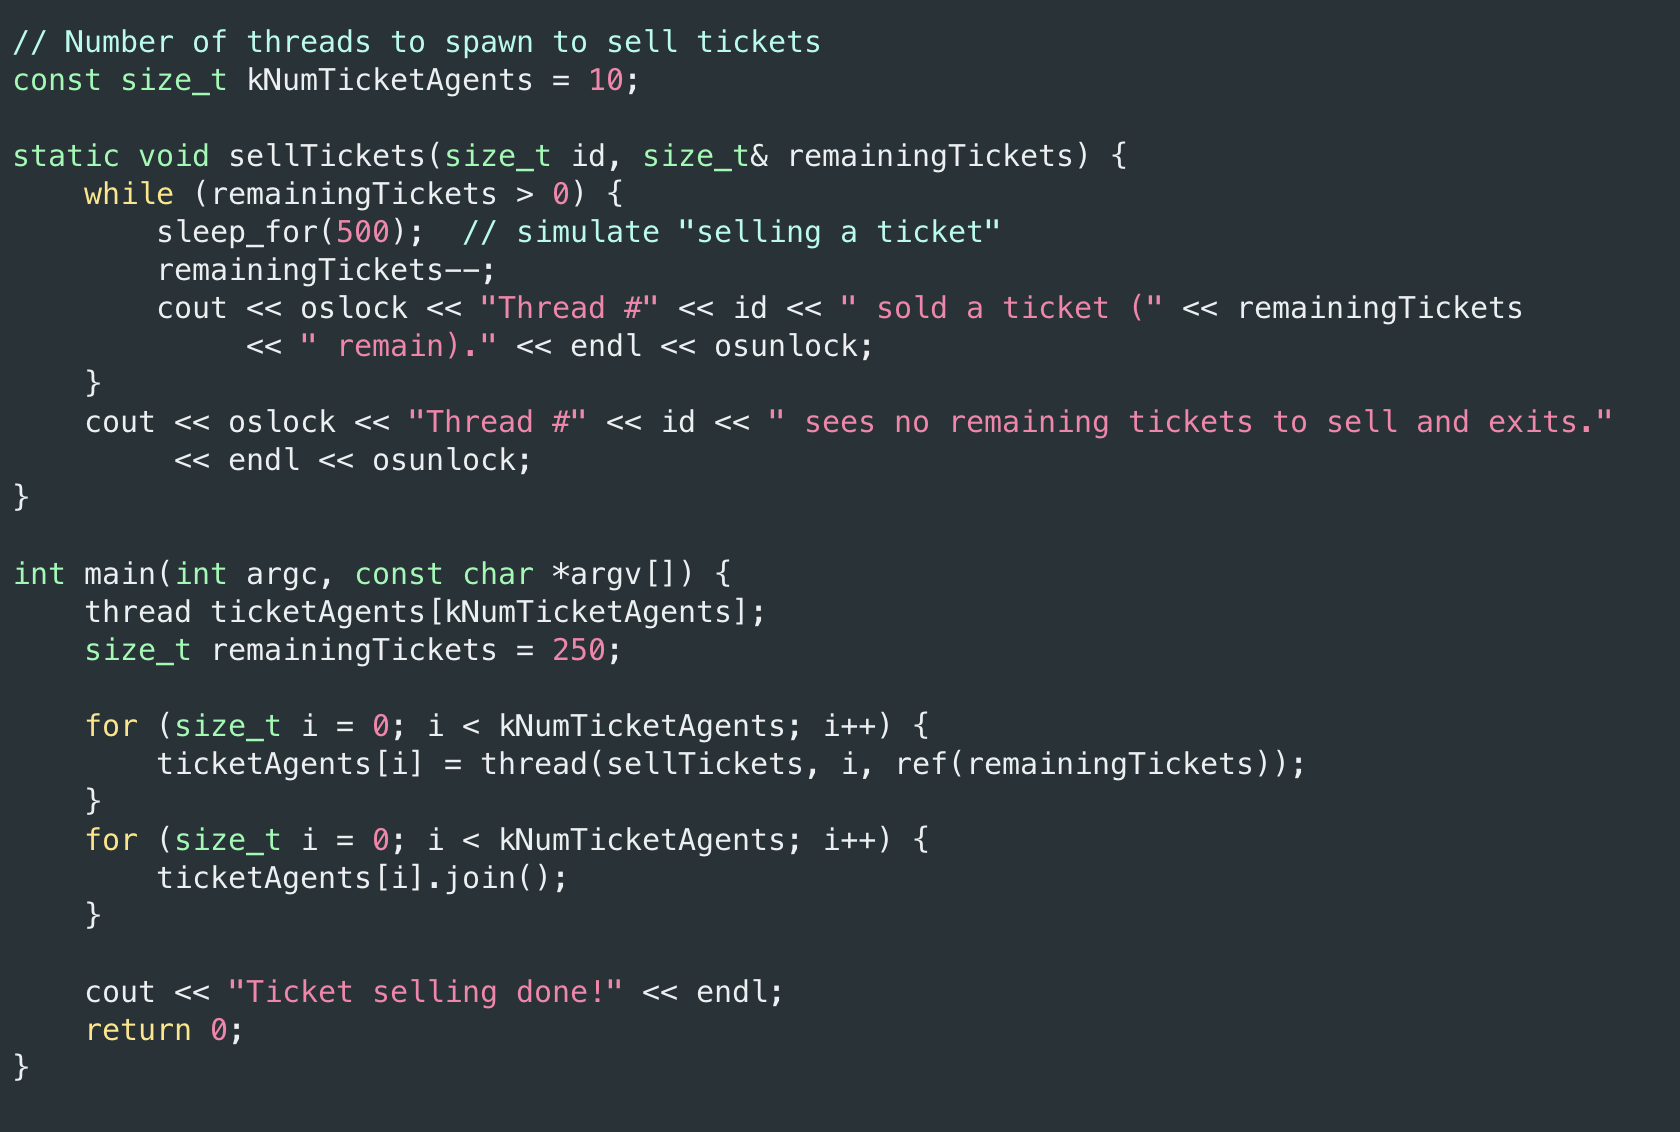 // Number of threads to spawn to sell tickets
const size_t kNumTicketAgents = 10;

static void sellTickets(size_t id, size_t& remainingTickets) {
    while (remainingTickets > 0) {
        sleep_for(500);  // simulate "selling a ticket"
        remainingTickets--;
        cout << oslock << "Thread #" << id << " sold a ticket (" << remainingTickets
             << " remain)." << endl << osunlock;
    }
    cout << oslock << "Thread #" << id << " sees no remaining tickets to sell and exits."
         << endl << osunlock;
}

int main(int argc, const char *argv[]) {
    thread ticketAgents[kNumTicketAgents];
    size_t remainingTickets = 250;

    for (size_t i = 0; i < kNumTicketAgents; i++) {
        ticketAgents[i] = thread(sellTickets, i, ref(remainingTickets));
    }
    for (size_t i = 0; i < kNumTicketAgents; i++) {
        ticketAgents[i].join();
    }

    cout << "Ticket selling done!" << endl;
    return 0;
}